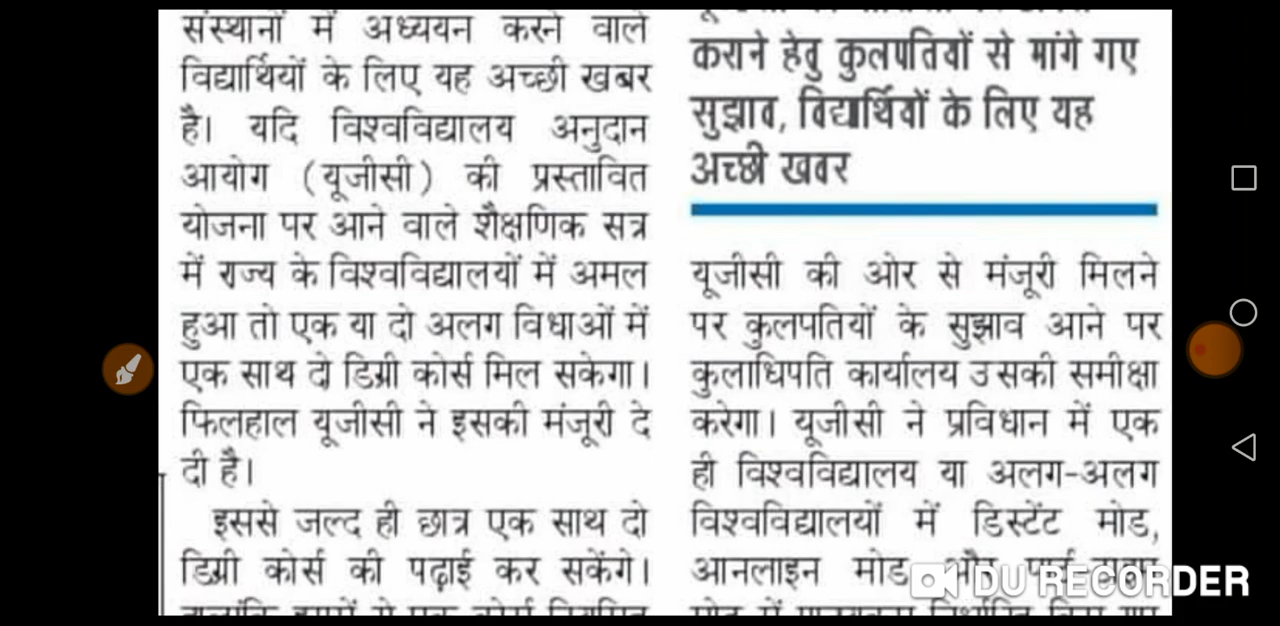 संस्थानों में अध्ययन करने वाले
विद्यार्थियों के लिए यह अच्छी खबर
है। यदि विश्वविद्यालय अनुदान
आयोग (यूजीसी) की प्रस्तावित
योजना पर आने वाले शैक्षणिक सत्र
में राज्य के विश्वविद्यालयों में अमल
हुआ तो एक या दो अलग विधाओं में
एक साथ दो डिग्री कोर्स मिल सकेगा।
फिलहाल यूजीसी ने इसकी मंजूरी दे
दी है।
इससे जल्द ही छात्र एक साथ दो
डिग्री कोर्स की पढ़ाई कर सकेंगे।
कराने हेतु कुलपतियों से मांगे गए
सुझाव, विद्यार्थियों के लिए यह
अच्छी खबर
यूजीसी की ओर से मंजूरी मिलने
पर कुलपतियों के सुझाव आने पर
कुलाधिपति कार्यालय उसकी समीक्षा
करेगा। यूजीसी ने प्रविधान में एक
ही विश्वविद्यालय या अलग-अलग
विश्वविद्यालयों में डिस्टेंट मोड,
आनलाइन मोड और
DU RECORDER